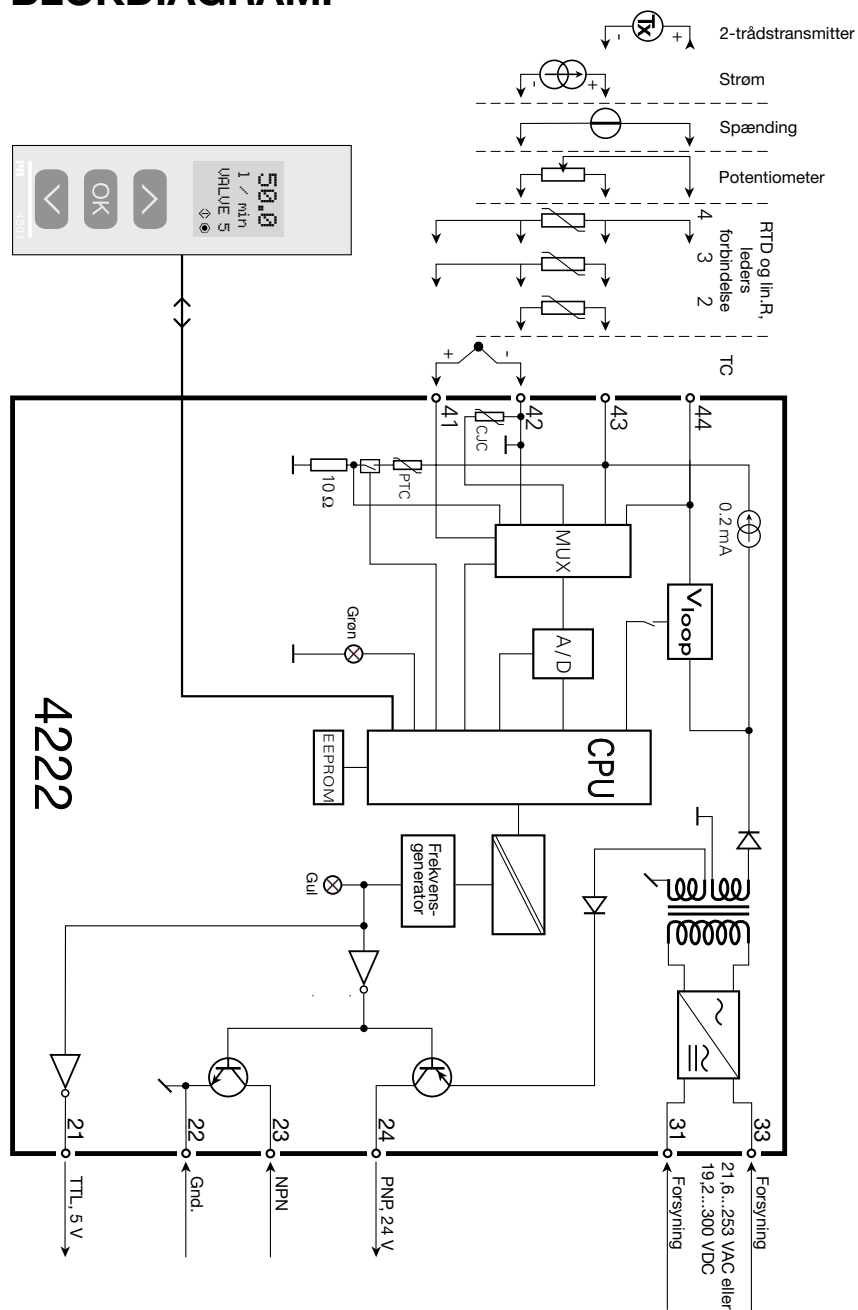 BLOKDIAGRAM:
Tx
-
+
2-trådstransmitter
-
+
Strøm
Spænding
Potentiometer
RTD og lin.R,
leders
forbindelse
4
3
2
+
-
TC
50.0
l / min
VALVE 5
OK
PR
4501
41
42
43
44
CJC
PTC
10 Ω
0.2 mA
MUX
Vloop
A/D
Grøn
CPU
EEPROM
4222
Frekvens-
generator
Gul
21
22
23
24
31
33
TTL, 5 V
Gnd.
NPN
PNP, 24 V
Forsyning
Forsyning
21,6...253 VAC eller
19,2...300 VDC